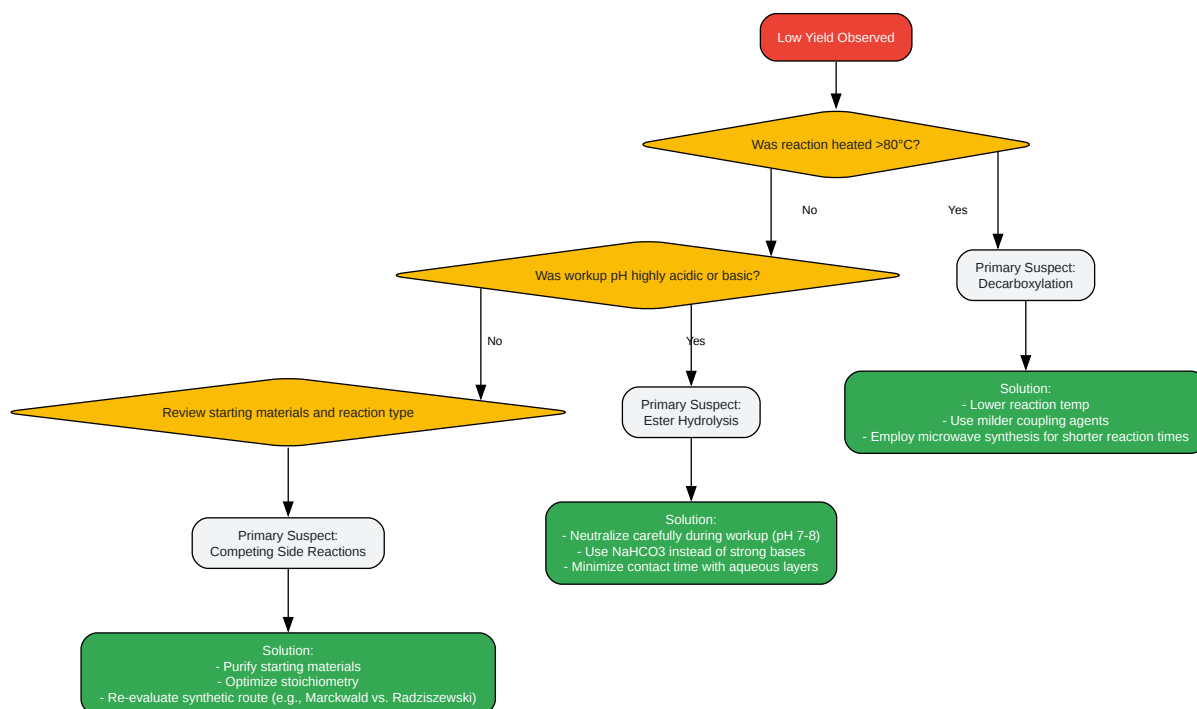 Low Yield Observed
Was reaction heated >80°C?
No
Yes
Was workup pH highly acidic or basic?
Primary Suspect:
Decarboxylation
No
Yes
Solution:
- Lower reaction temp
- Use milder coupling agents
- Employ microwave synthesis for shorter reaction times
Review starting materials and reaction type
Primary Suspect:
Ester Hydrolysis
Primary Suspect:
Competing Side Reactions
Solution:
- Neutralize carefully during workup (pH 7-8)
- Use NaHCO3 instead of strong bases
- Minimize contact time with aqueous layers
Solution:
- Purify starting materials
- Optimize stoichiometry
- Re-evaluate synthetic route (e.g., Marckwald vs. Radziszewski)